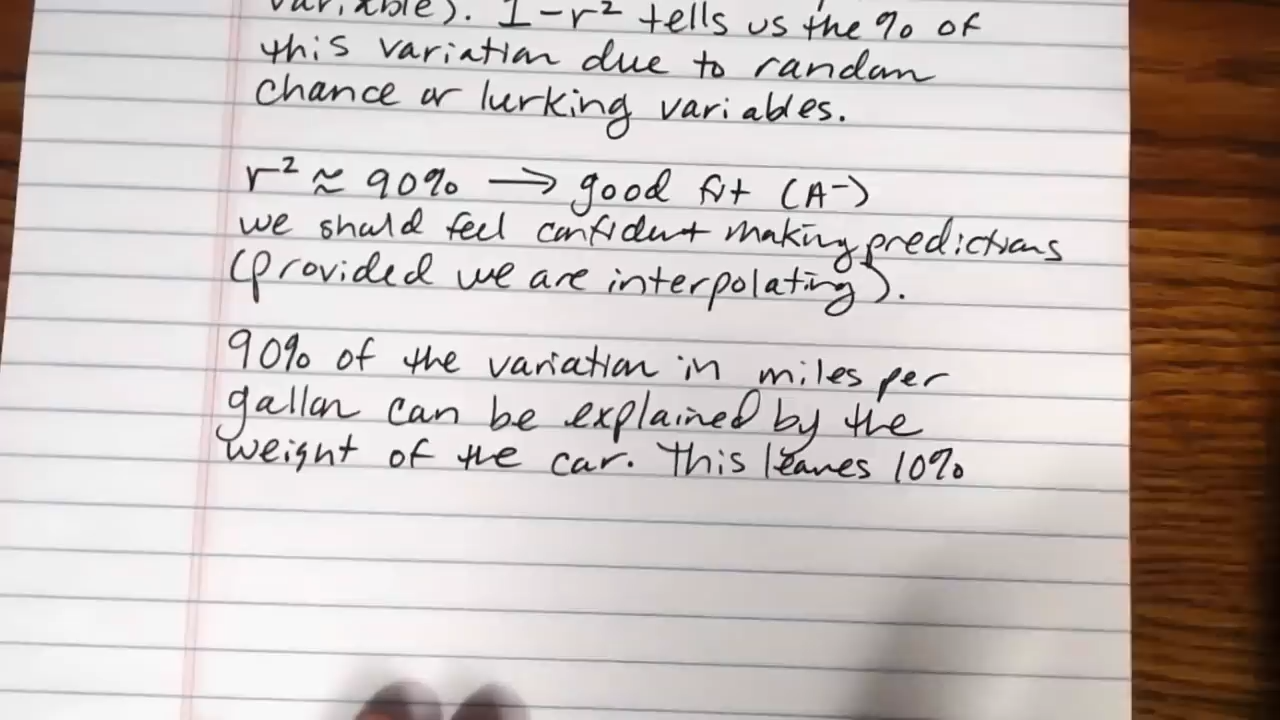 variable). 1-r² tells us the % of
this variation due to random
chance or lurking variables.
r² ≈ 90% → good fit (A-)
we should feel confident making predictions
(provided we are interpolating).
90% of the variation in miles per
gallon can be explained by the
weight of the car. This leaves 10%